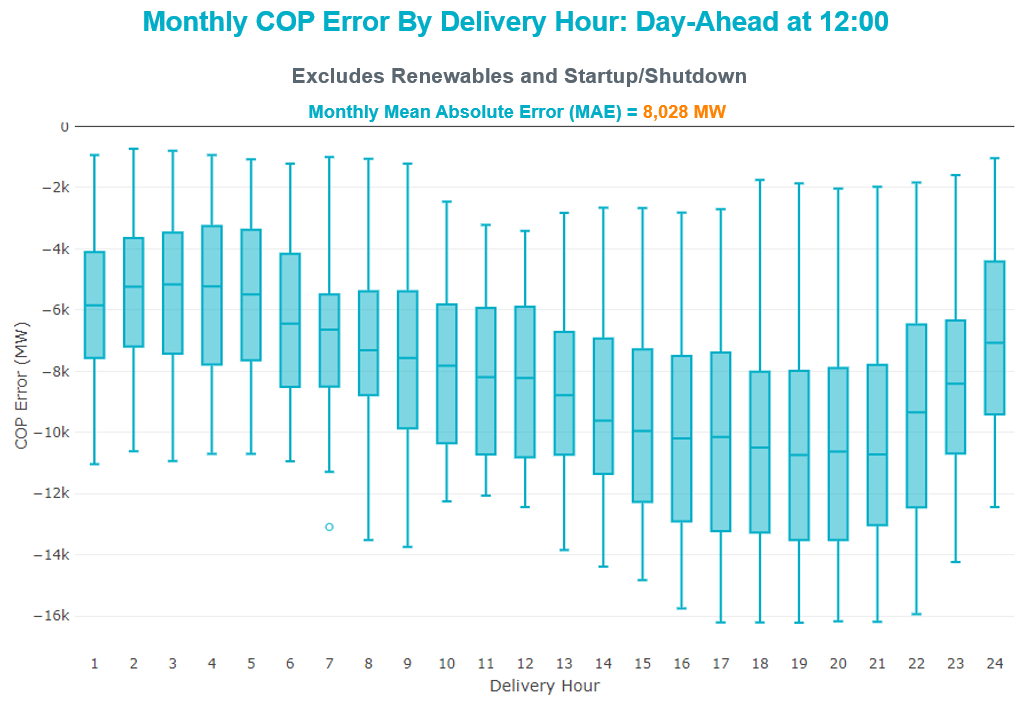 Monthly COP Error By Delivery Hour: Day-Ahead at 12:00
Excludes Renewables and Startup/Shutdown
Monthly Mean Absolute Error (MAE) = 8,028 MW
0
−2k
−4k
−6k
−8k
−10k
−12k
−14k
−16k
COP Error (MW)
1 2 3 4 5 6 7 8 9 10 11 12 13 14 15 16 17 18 19 20 21 22 23 24
Delivery Hour